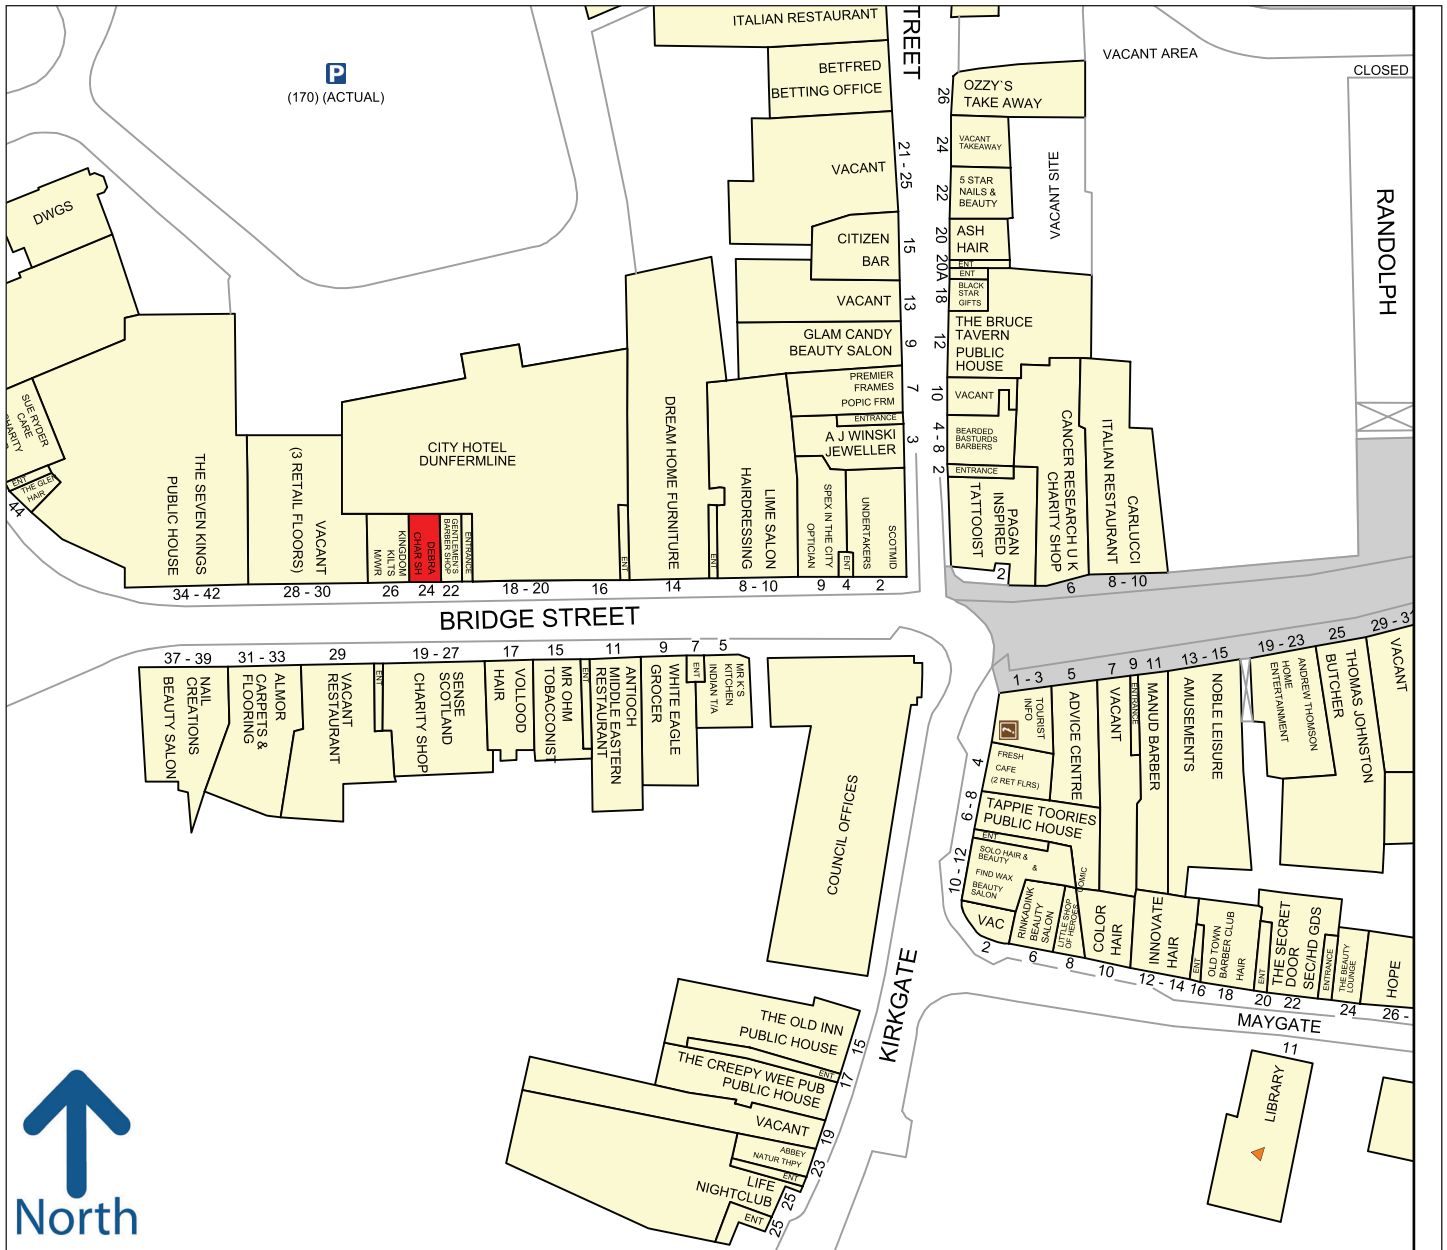 ITALIAN RESTAURANT
BETFRED
BETTING OFFICE
VACANT
21 - 25
CITIZEN
BAR
15
VACANT
13
GLAM CANDY
BEAUTY SALON
9
PREMIER
FRAMES
POPIC FRM
7
ENTRANCE
A J WINSKI
JEWELLER
3
TREET
VACANT AREA
CLOSED
RANDOLPH
OZZY`S
TAKE AWAY
26
VACANT
TAKEAWAY
24
5 STAR
NAILS &
BEAUTY
22
VACANT SITE
ASH
HAIR
20
ENT
20A
ENT
BLACK
STAR
GIFTS
18
THE BRUCE
TAVERN
PUBLIC
HOUSE
12
VACANT
10
BEARDED
BASTURDS
BARBERS
4 - 8
ENTRANCE
2
PAGAN
INSPIRED
TATTOOIST
2
CANCER RESEARCH U K
CHARITY SHOP
6
CARLUCCI
ITALIAN RESTAURANT
8 - 10
P
(170) (ACTUAL)
DWGS
SUE RYDER
CARE
CHARITY
ENT
THE GLEN
HAIR
44
THE SEVEN KINGS
PUBLIC HOUSE
34 - 42
VACANT
(3 RETAIL FLOORS)
28 - 30
CITY HOTEL
DUNFERMLINE
KINGDOM
KILTS
M/WR
26
DEBRA
CHAR SH
24
GENTLEMEN'S
BARBER SHOP
22
ENTRANCE
18 - 20
16
ENT
DREAM HOME FURNITURE
14
ENT
LIME SALON
HAIRDRESSING
8 - 10
SPEX IN THE CITY
OPTICIAN
9
ENT
4
SCOTMID
UNDERTAKERS
2
BRIDGE STREET
37 - 39
NAIL
CREATIONS
BEAUTY SALON
31 - 33
ALMOR
CARPETS &
FLOORING
29
VACANT
RESTAURANT
ENT
19 - 27
SENSE
SCOTLAND
CHARITY SHOP
17
VOLLOOD
HAIR
15
MR OHM
TOBACCONIST
ENT
11
ANTIOCH
MIDDLE EASTERN
RESTAURANT
9
WHITE EAGLE
GROCER
7
ENT
5
MR K'S
KITCHEN
INDIAN T/A
COUNCIL OFFICES
KIRKGATE
1 - 3
TOURIST
INFO
i
5
ADVICE CENTRE
7
VACANT
9
ENTRANCE
11
MANUD BARBER
13 - 15
NOBLE LEISURE
AMUSEMENTS
19 - 23
ANDREW THOMSON
HOME
ENTERTAINMENT
25
THOMAS JOHNSTON
BUTCHER
VACANT
4
FRESH
CAFE
(2 RET FLRS)
6 - 8
TAPPIE TOORIES
PUBLIC HOUSE
ENT
10 - 12
SOLO HAIR &
BEAUTY
&
FIND WAX
BEAUTY
SALON
VAC
2
RINKADINK
BEAUTY
SALON
6
COMIC
LITTLE SHOP
OF HEROES
8
COLOR
HAIR
10
INNOVATE
HAIR
12 - 14
ENT
16
OLD TOWN
BARBER CLUB
HAIR
18
ENT
20
THE SECRET
DOOR
SEC/HD GDS
22
ENTRANCE
THE BEAUTY
LOUNGE
24
HOPE
26 -
MAYGATE
11
LIBRARY
THE OLD INN
PUBLIC HOUSE
15
ENT
17
THE CREEPY WEE PUB
PUBLIC HOUSE
VACANT
19
ABBEY
NATUR THPY
23
ENT
LIFE
NIGHTCLUB
25
ENT
25
North